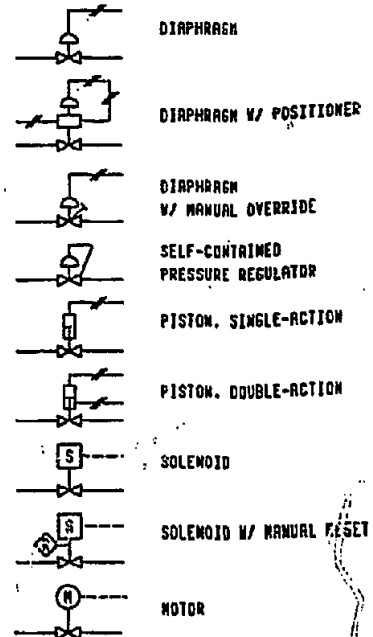 DIAPHRAGM
DIAPHRAGM W/ POSITIONER
DIAPHRAGM
W/ MANUAL OVERRIDE
SELF-CONTAINED
PRESSURE REGULATOR
PISTON, SINGLE-ACTION
PISTON, DOUBLE-ACTION
S
SOLENOID
S
SOLENOID W/ MANUAL RESET
M
MOTOR